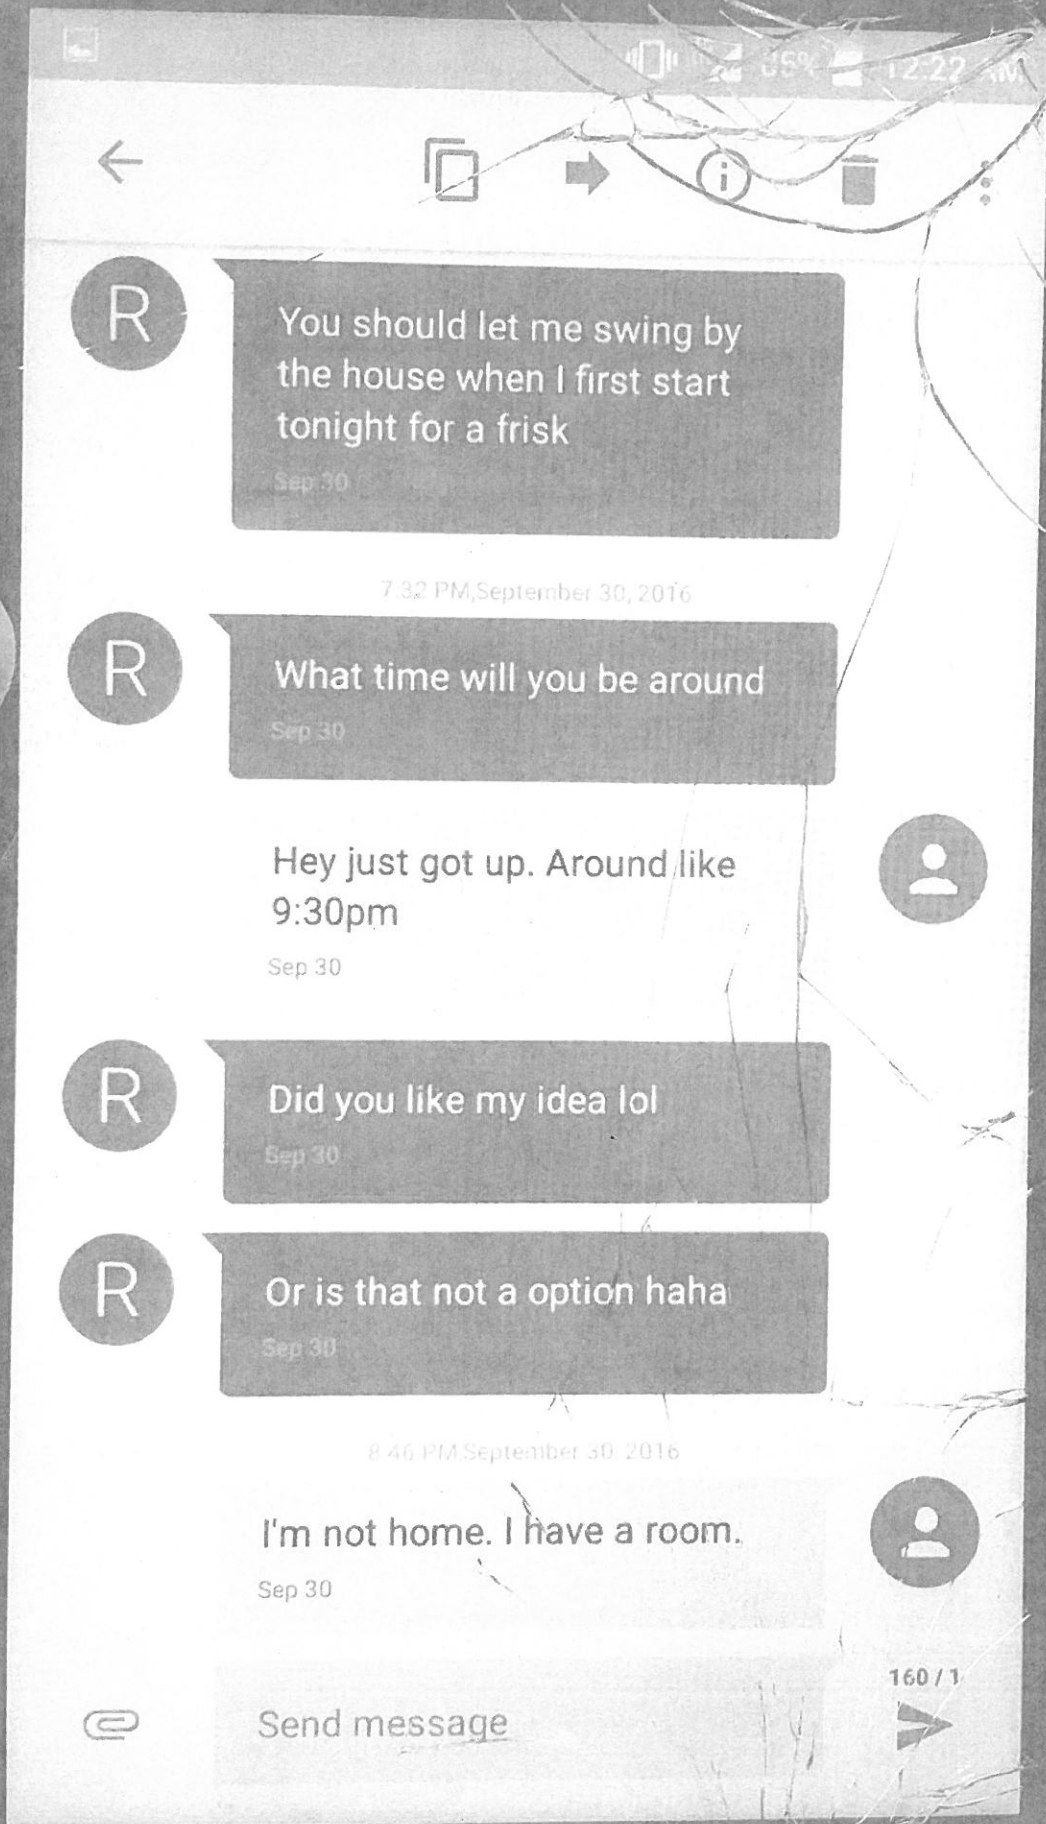 12:22 AM
R
You should let me swing by
the house when I first start
tonight for a frisk
Sep 30
7:32 PM,September 30, 2016
R
What time will you be around
Sep 30
Hey just got up. Around like
9:30pm
Sep 30
R
Did you like my idea lol
Sep 30
R
Or is that not a option haha
Sep 30
8:46 PM,September 30, 2016
I'm not home. I have a room.
Sep 30
160 / 1
Send message